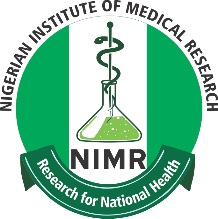 NIGERIAN INSTITUTE OF MEDICAL RESEARCH
NIMR
Research for National Health